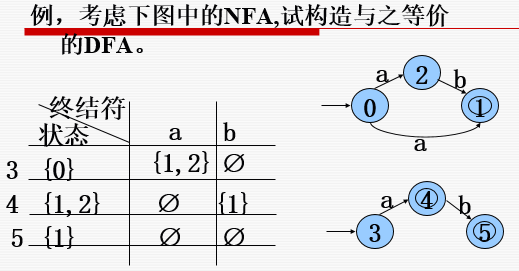 例，考虑下图中的NFA,试构造与之等价
的DFA。
终结符
状态 a b
3 {0} {1,2} ∅
4 {1,2} ∅ {1}
5 {1} ∅ ∅
a 2 b
0 1
a
a 4 b
3 5